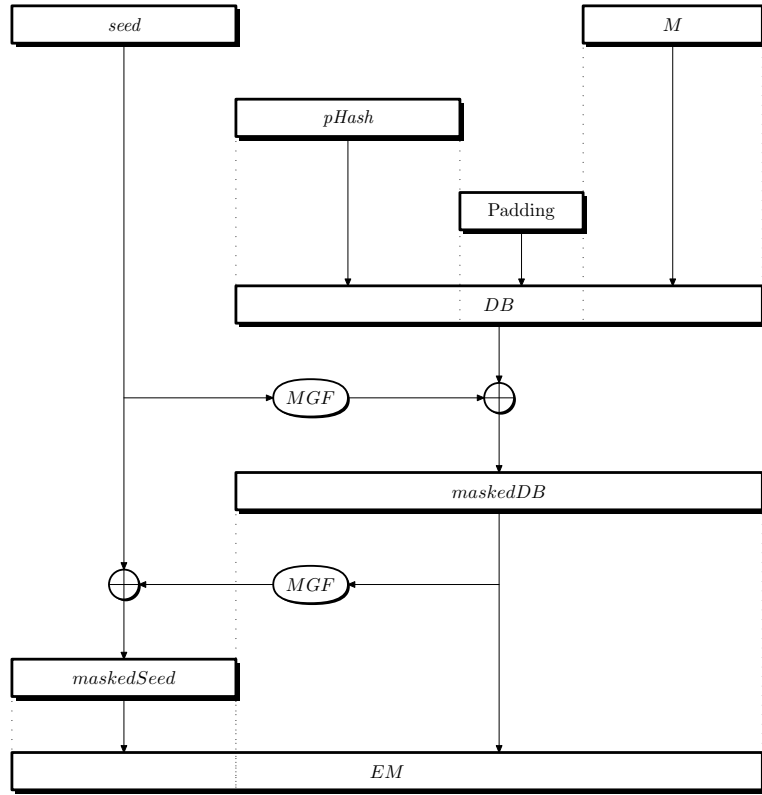 seed
M
pHash
Padding
DB
MGF
maskedDB
MGF
maskedSeed
EM